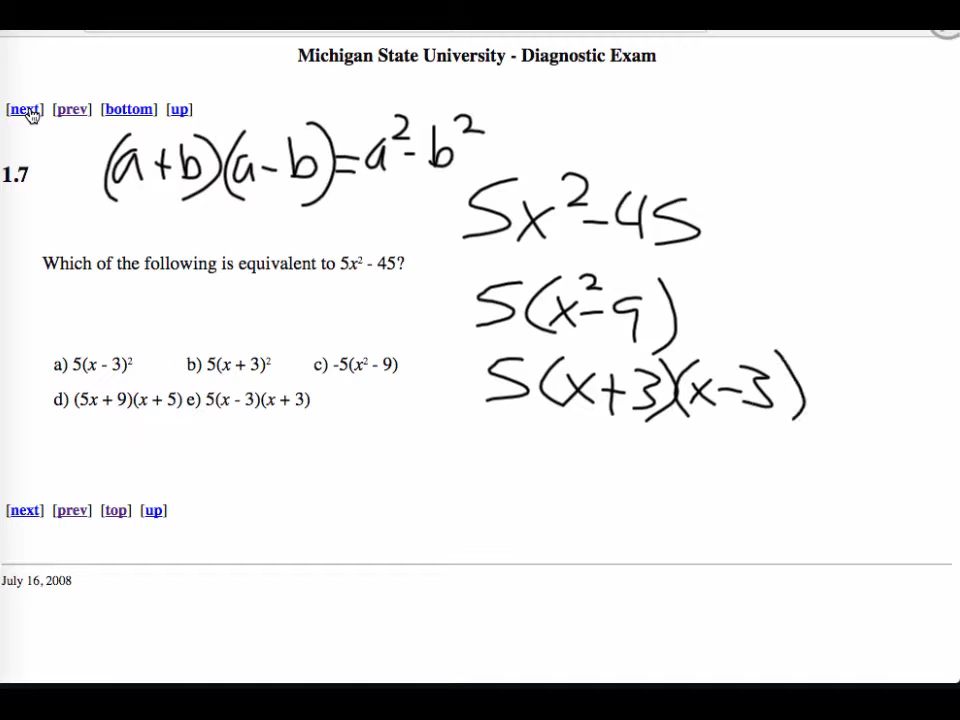 Michigan State University - Diagnostic Exam
[next] [prev] [bottom] [up]
1.7
(a+b)(a-b)=a²-b²
5x²-45
Which of the following is equivalent to 5x² - 45?
5(x²-9)
a) 5(x - 3)² b) 5(x + 3)² c) -5(x² - 9)
5(x+3)(x-3)
d) (5x + 9)(x + 5) e) 5(x - 3)(x + 3)
[next] [prev] [top] [up]
July 16, 2008